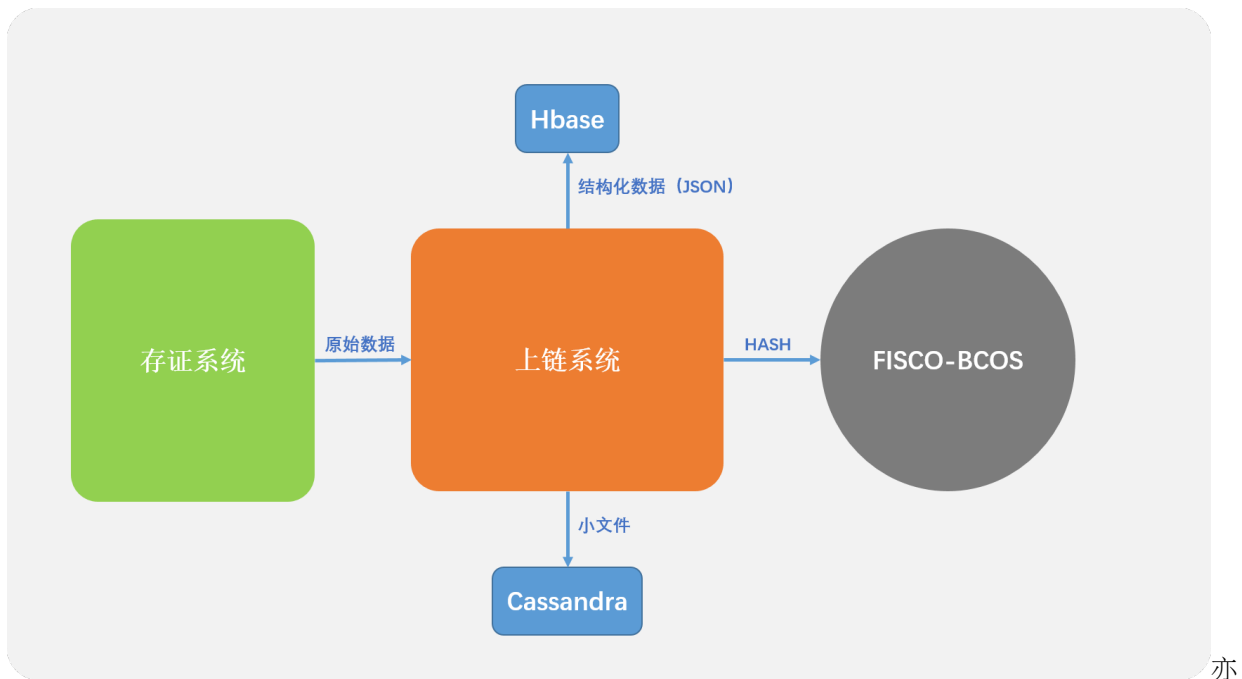 Hbase
结构化数据（JSON）
存证系统
原始数据
上链系统
HASH
FISCO-BCOS
小文件
Cassandra
亦